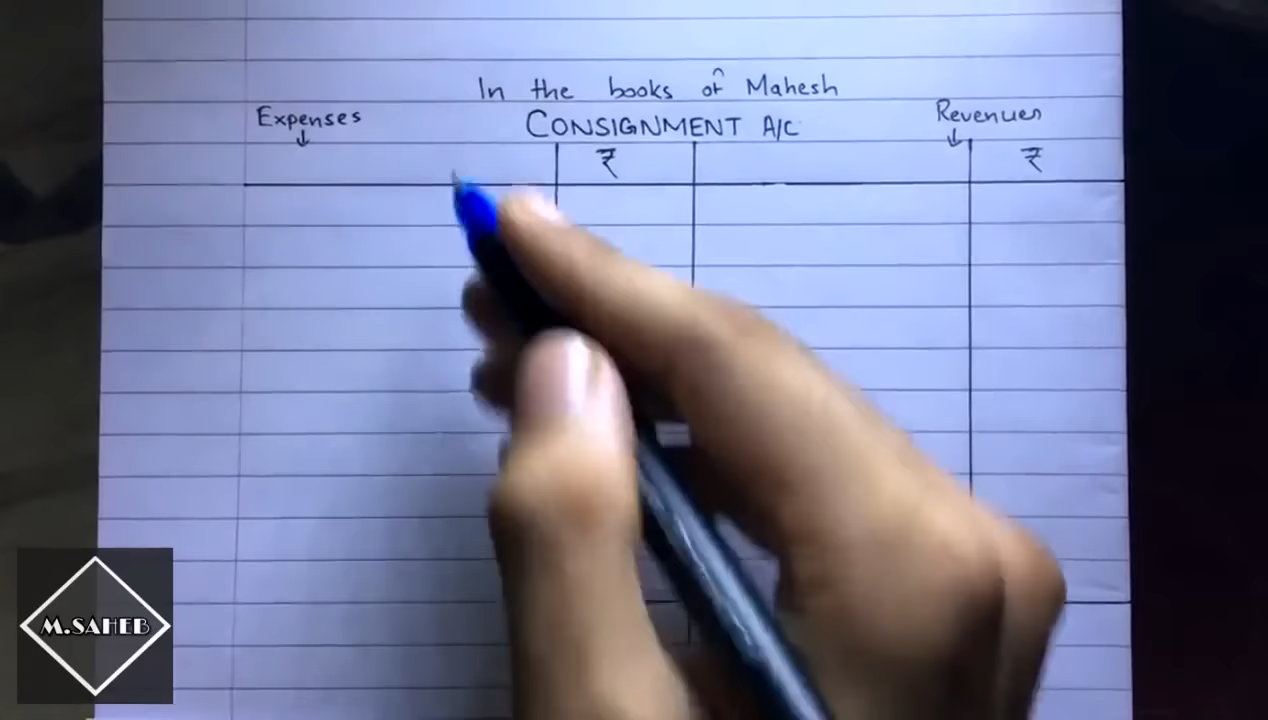 In the books of Mahesh
Expenses CONSIGNMENT A/C Revenues
₹ ₹
M.SAHEB